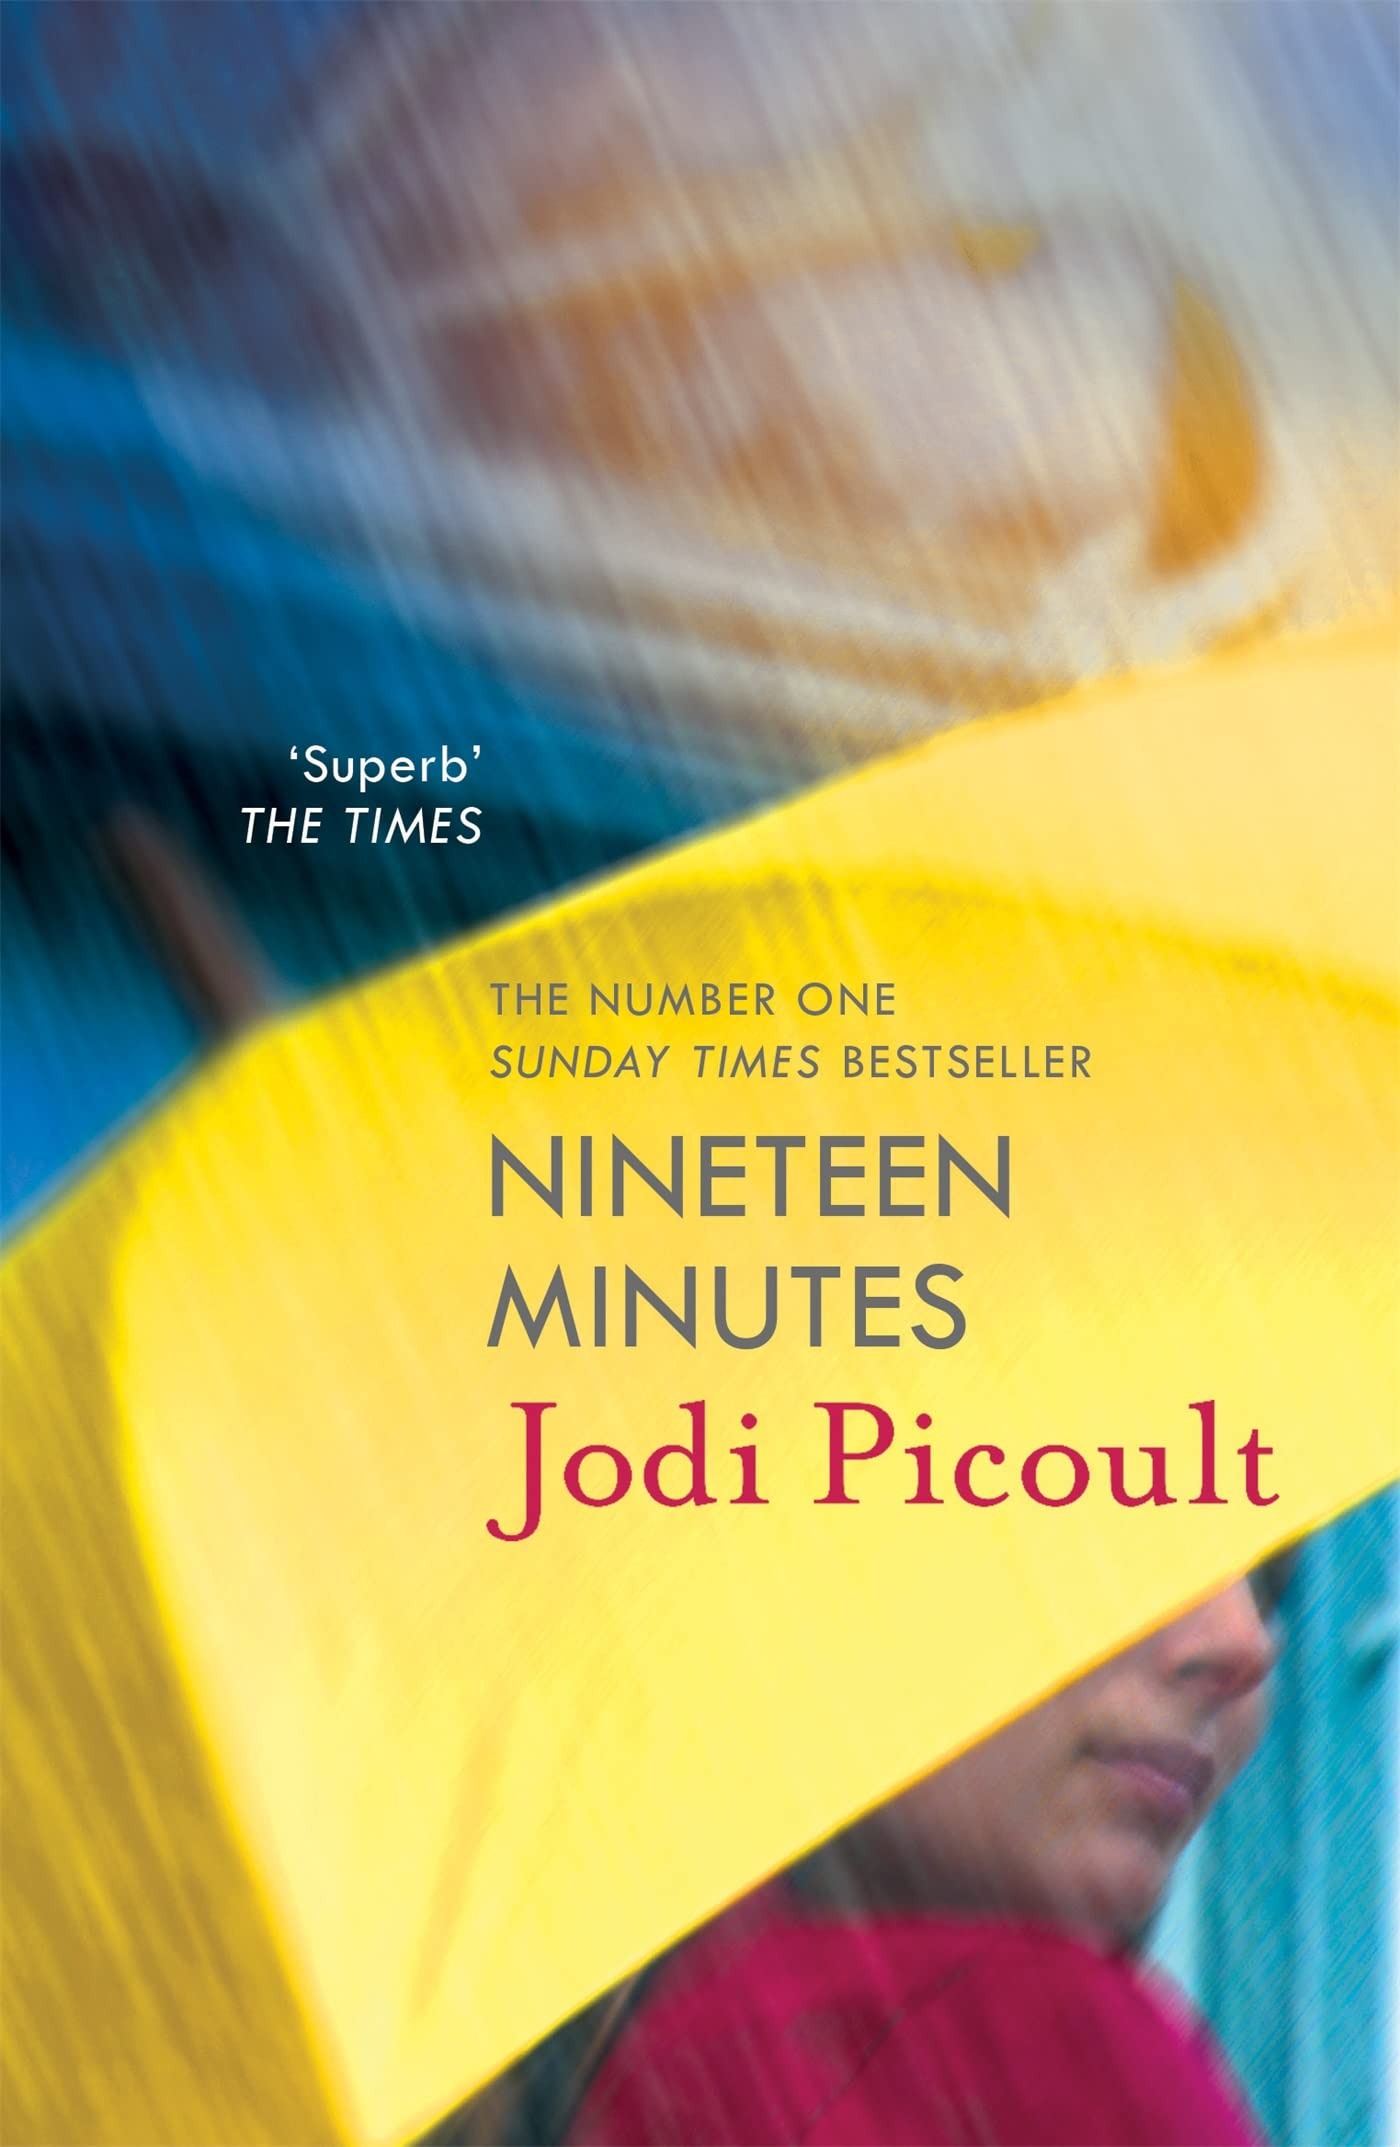 ‘Superb’
THE TIMES
THE NUMBER ONE
SUNDAY TIMES BESTSELLER
NINETEEN
MINUTES
Jodi Picoult